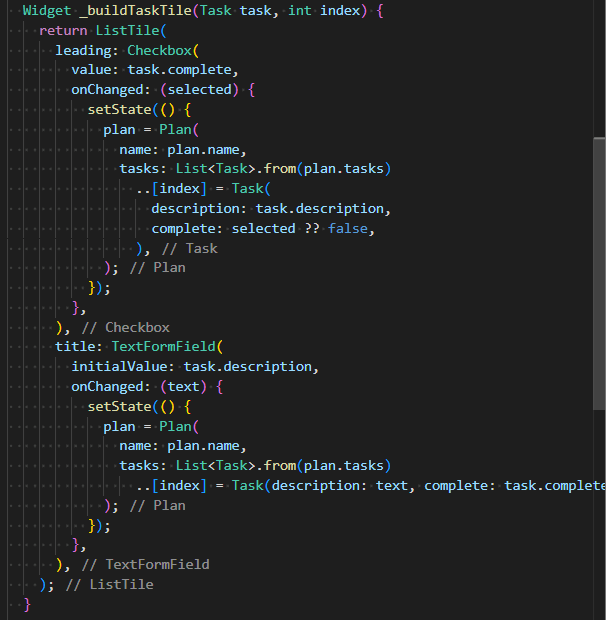 Widget _buildTaskTile(Task task, int index) {
  return ListTile(
    leading: Checkbox(
      value: task.complete,
      onChanged: (selected) {
        setState(() {
          plan = Plan(
            name: plan.name,
            tasks: List<Task>.from(plan.tasks)
              ..[index] = Task(
                description: task.description,
                complete: selected ?? false,
              ), // Task
          ); // Plan
        });
      },
    ), // Checkbox
    title: TextFormField(
      initialValue: task.description,
      onChanged: (text) {
        setState(() {
          plan = Plan(
            name: plan.name,
            tasks: List<Task>.from(plan.tasks)
              ..[index] = Task(description: text, complete: task.complete
          ); // Plan
        });
      },
    ), // TextFormField
  ); // ListTile
}